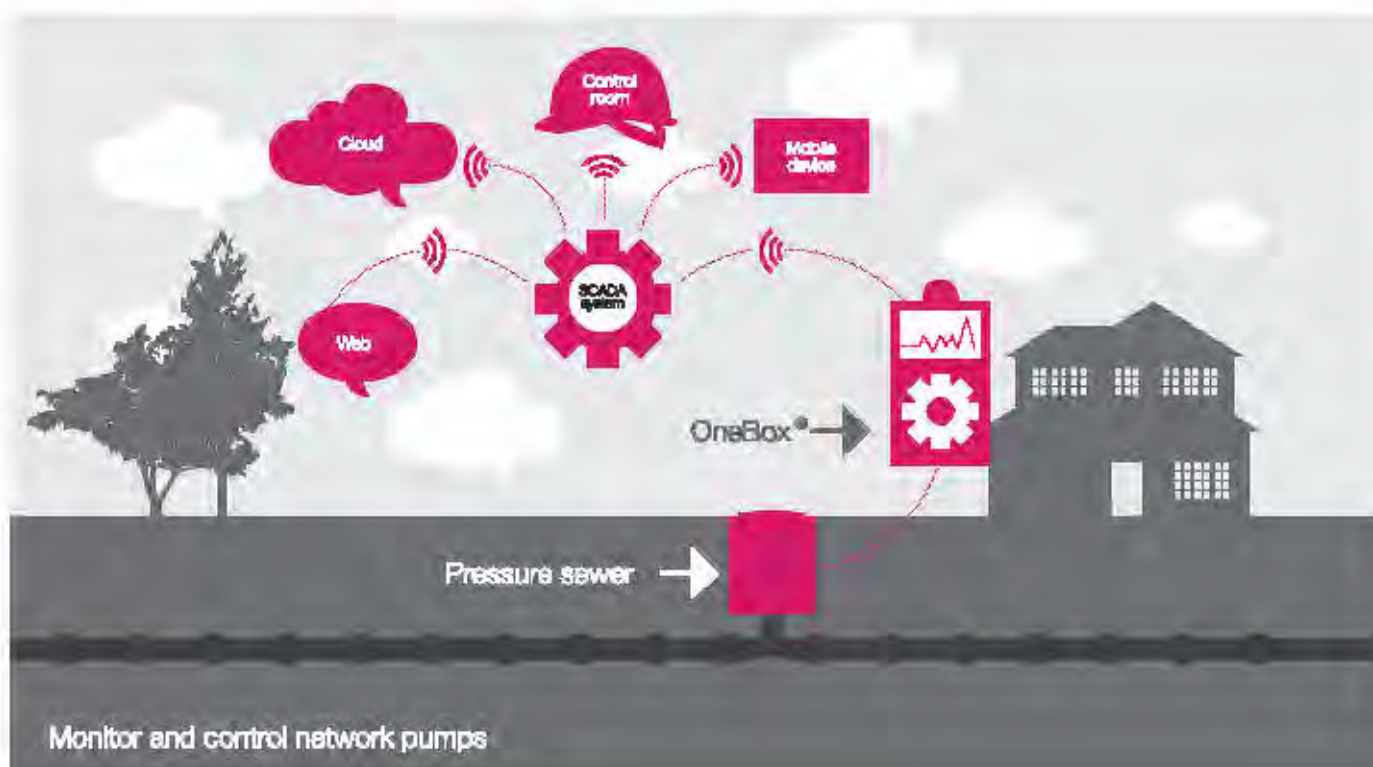 Control
room
Cloud
Mobile
device
SCADA
system
Web
OneBox®
Pressure sewer
Monitor and control network pumps